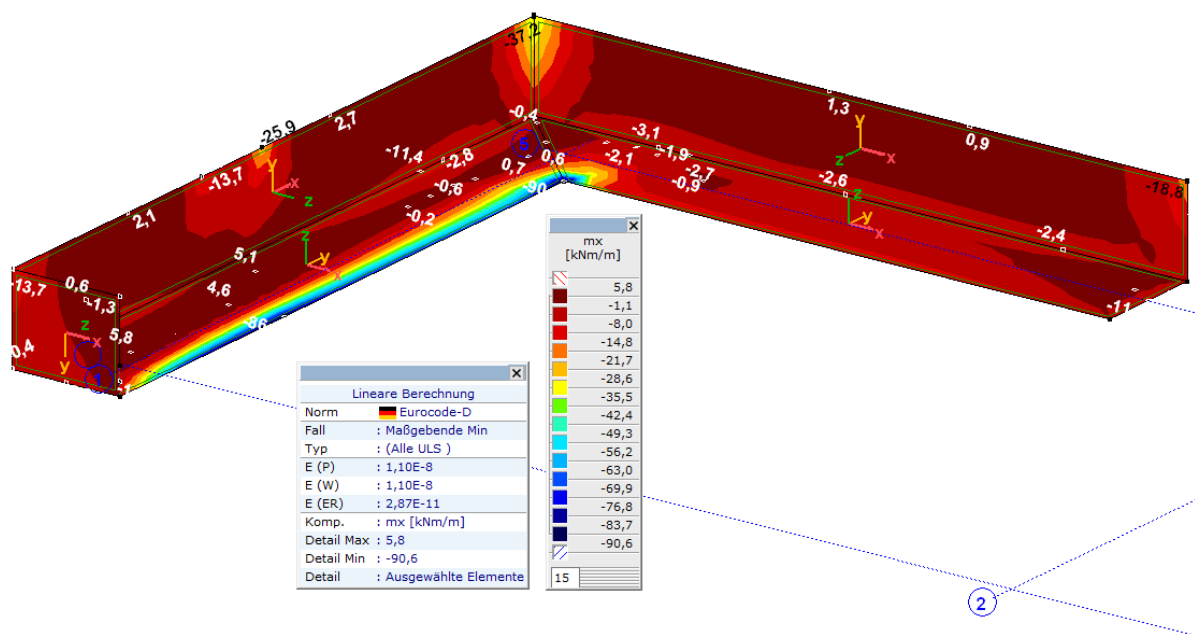 -37,2
-25,9
2,7
1,3
0,9
-0,4
6
-3,1
-11,4
-2,8
0,6
-1,9
-2,1
-18,8
-13,7
0,7
-2,7
-0,6
-0,9
-2,6
-90
2,1
-0,2
-2,4
5,1
-13,7
0,6
4,6
-1,3
-11
-86
5,8
0,4
1
y
x
z
y
x
z
z
y
x
z
y
x
z
x
y
mx
[kNm/m]
5,8
-1,1
-8,0
-14,8
-21,7
-28,6
-35,5
-42,4
-49,3
-56,2
-63,0
-69,9
-76,8
-83,7
-90,6
15
Lineare Berechnung
Norm Eurocode-D
Fall : Maßgebende Min
Typ : (Alle ULS )
E (P) : 1,10E-8
E (W) : 1,10E-8
E (ER) : 2,87E-11
Komp. : mx [kNm/m]
Detail Max : 5,8
Detail Min : -90,6
Detail : Ausgewählte Elemente
2